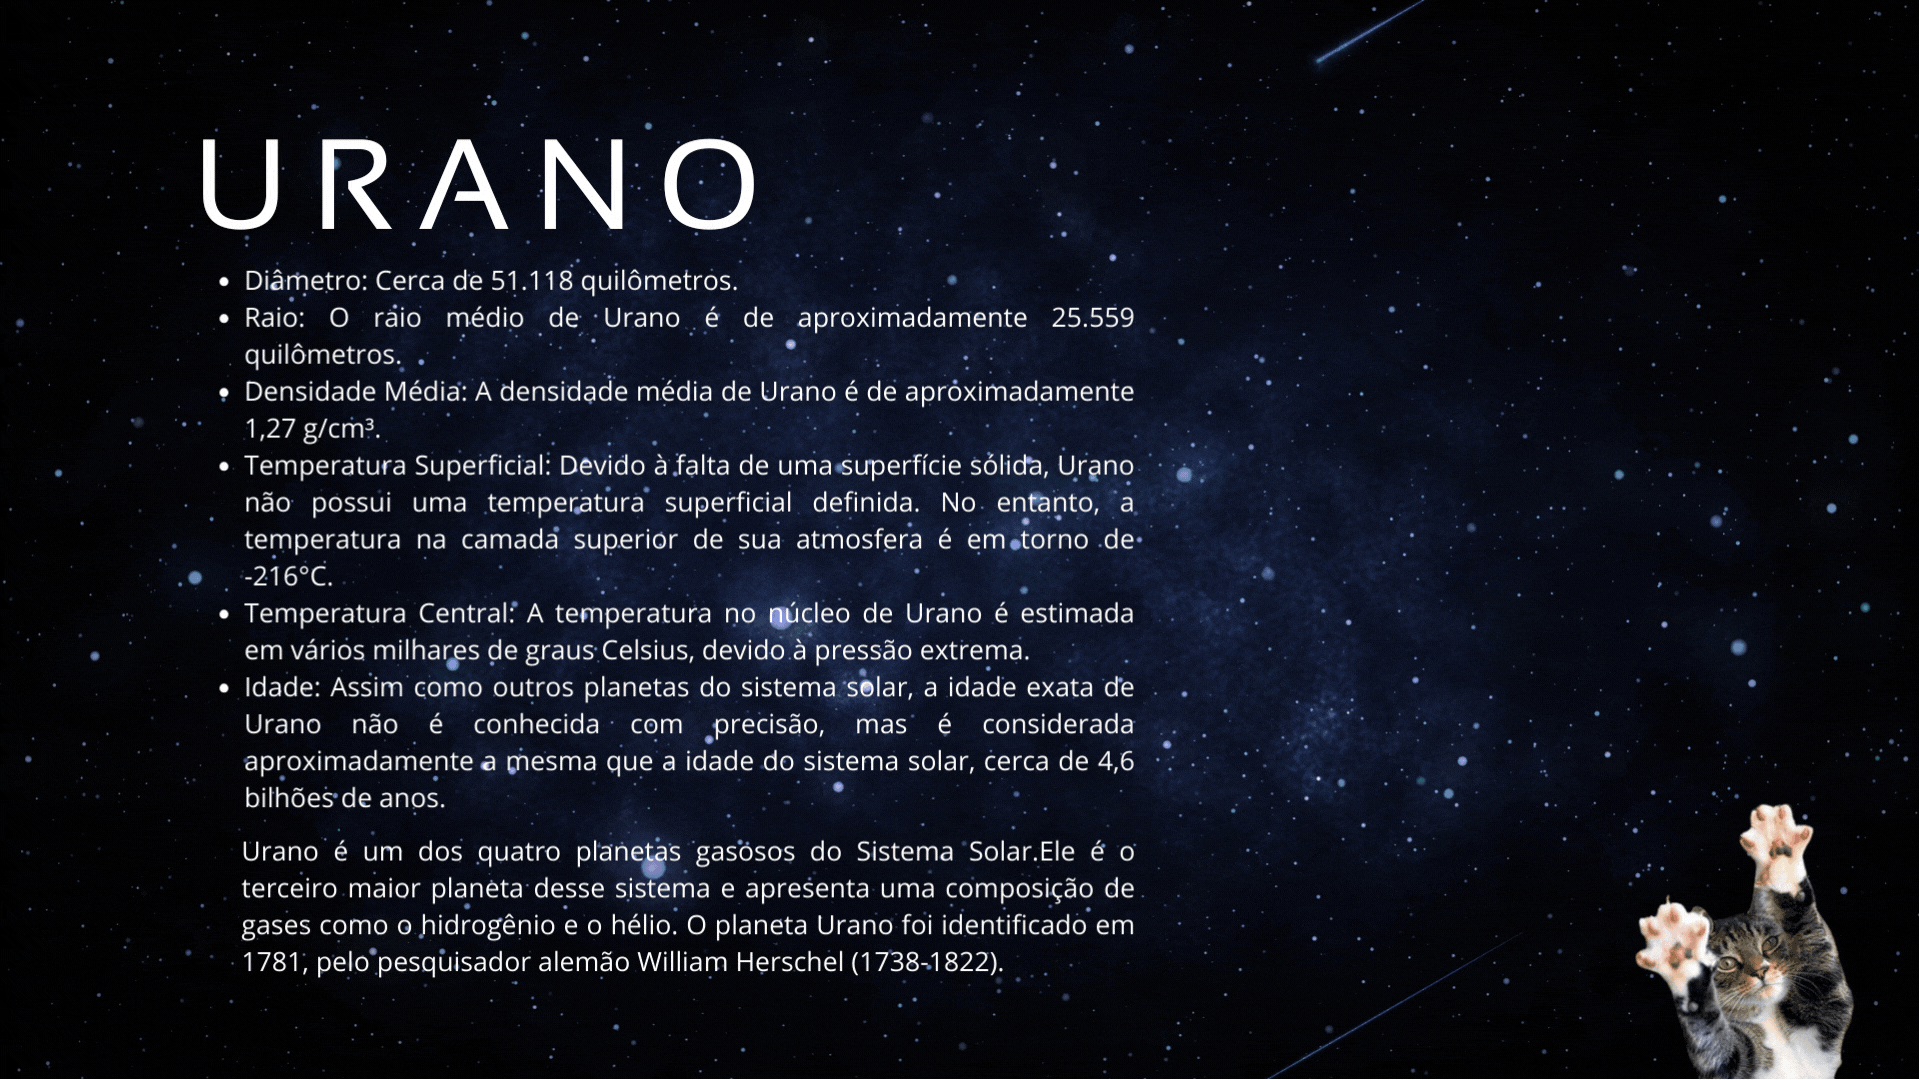 URANO
• Diâmetro: Cerca de 51.118 quilômetros.
• Raio: O raio médio de Urano é de aproximadamente 25.559
quilômetros.
• Densidade Média: A densidade média de Urano é de aproximadamente
1,27 g/cm³.
• Temperatura Superficial: Devido à falta de uma superfície sólida, Urano
não possui uma temperatura superficial definida. No entanto, a
temperatura na camada superior de sua atmosfera é em torno de
-216°C.
• Temperatura Central: A temperatura no núcleo de Urano é estimada
em vários milhares de graus Celsius, devido à pressão extrema.
• Idade: Assim como outros planetas do sistema solar, a idade exata de
Urano não é conhecida com precisão, mas é considerada
aproximadamente a mesma que a idade do sistema solar, cerca de 4,6
bilhões de anos.
Urano é um dos quatro planetas gasosos do Sistema Solar.Ele é o
terceiro maior planeta desse sistema e apresenta uma composição de
gases como o hidrogênio e o hélio. O planeta Urano foi identificado em
1781, pelo pesquisador alemão William Herschel (1738-1822).